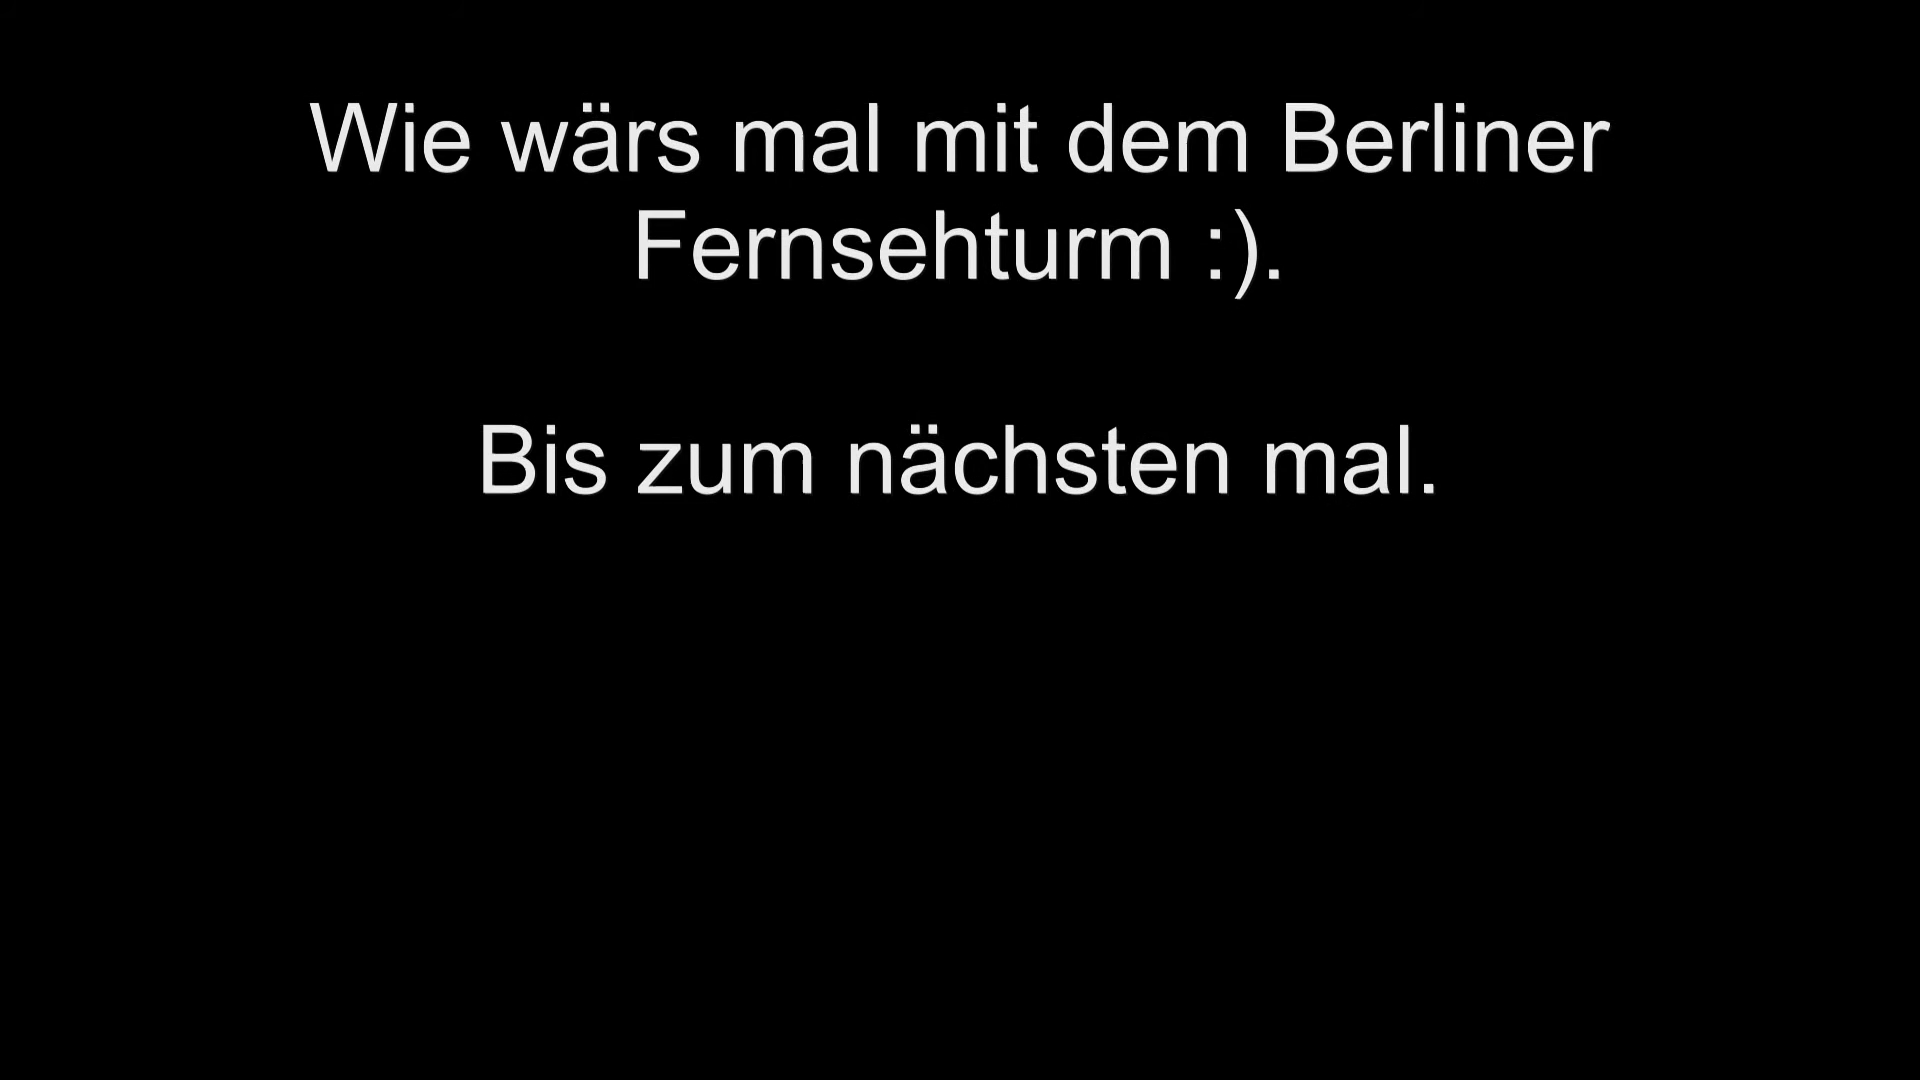 Wie wärs mal mit dem Berliner
Fernsehturm :).
Bis zum nächsten mal.